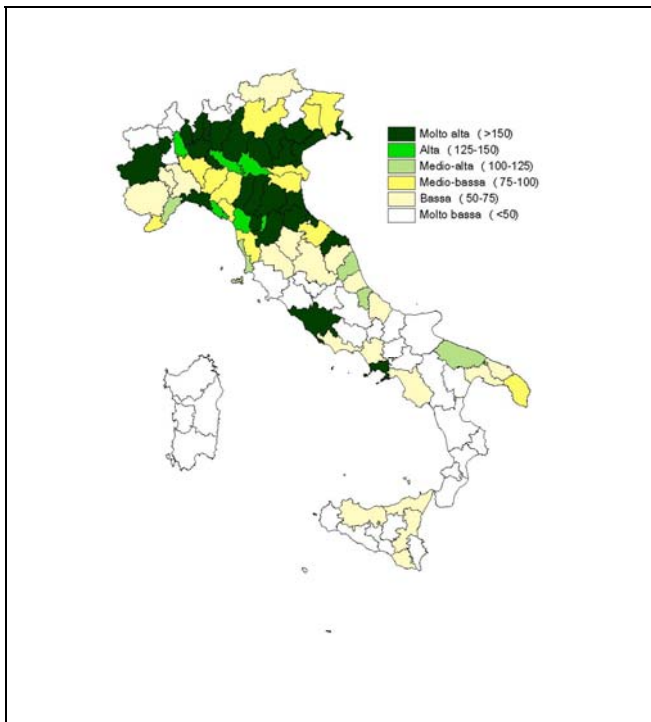 Molto alta (>150)
Alta (125-150)
Medio-alta (100-125)
Medio-bassa (75-100)
Bassa (50-75)
Molto bassa (<50)